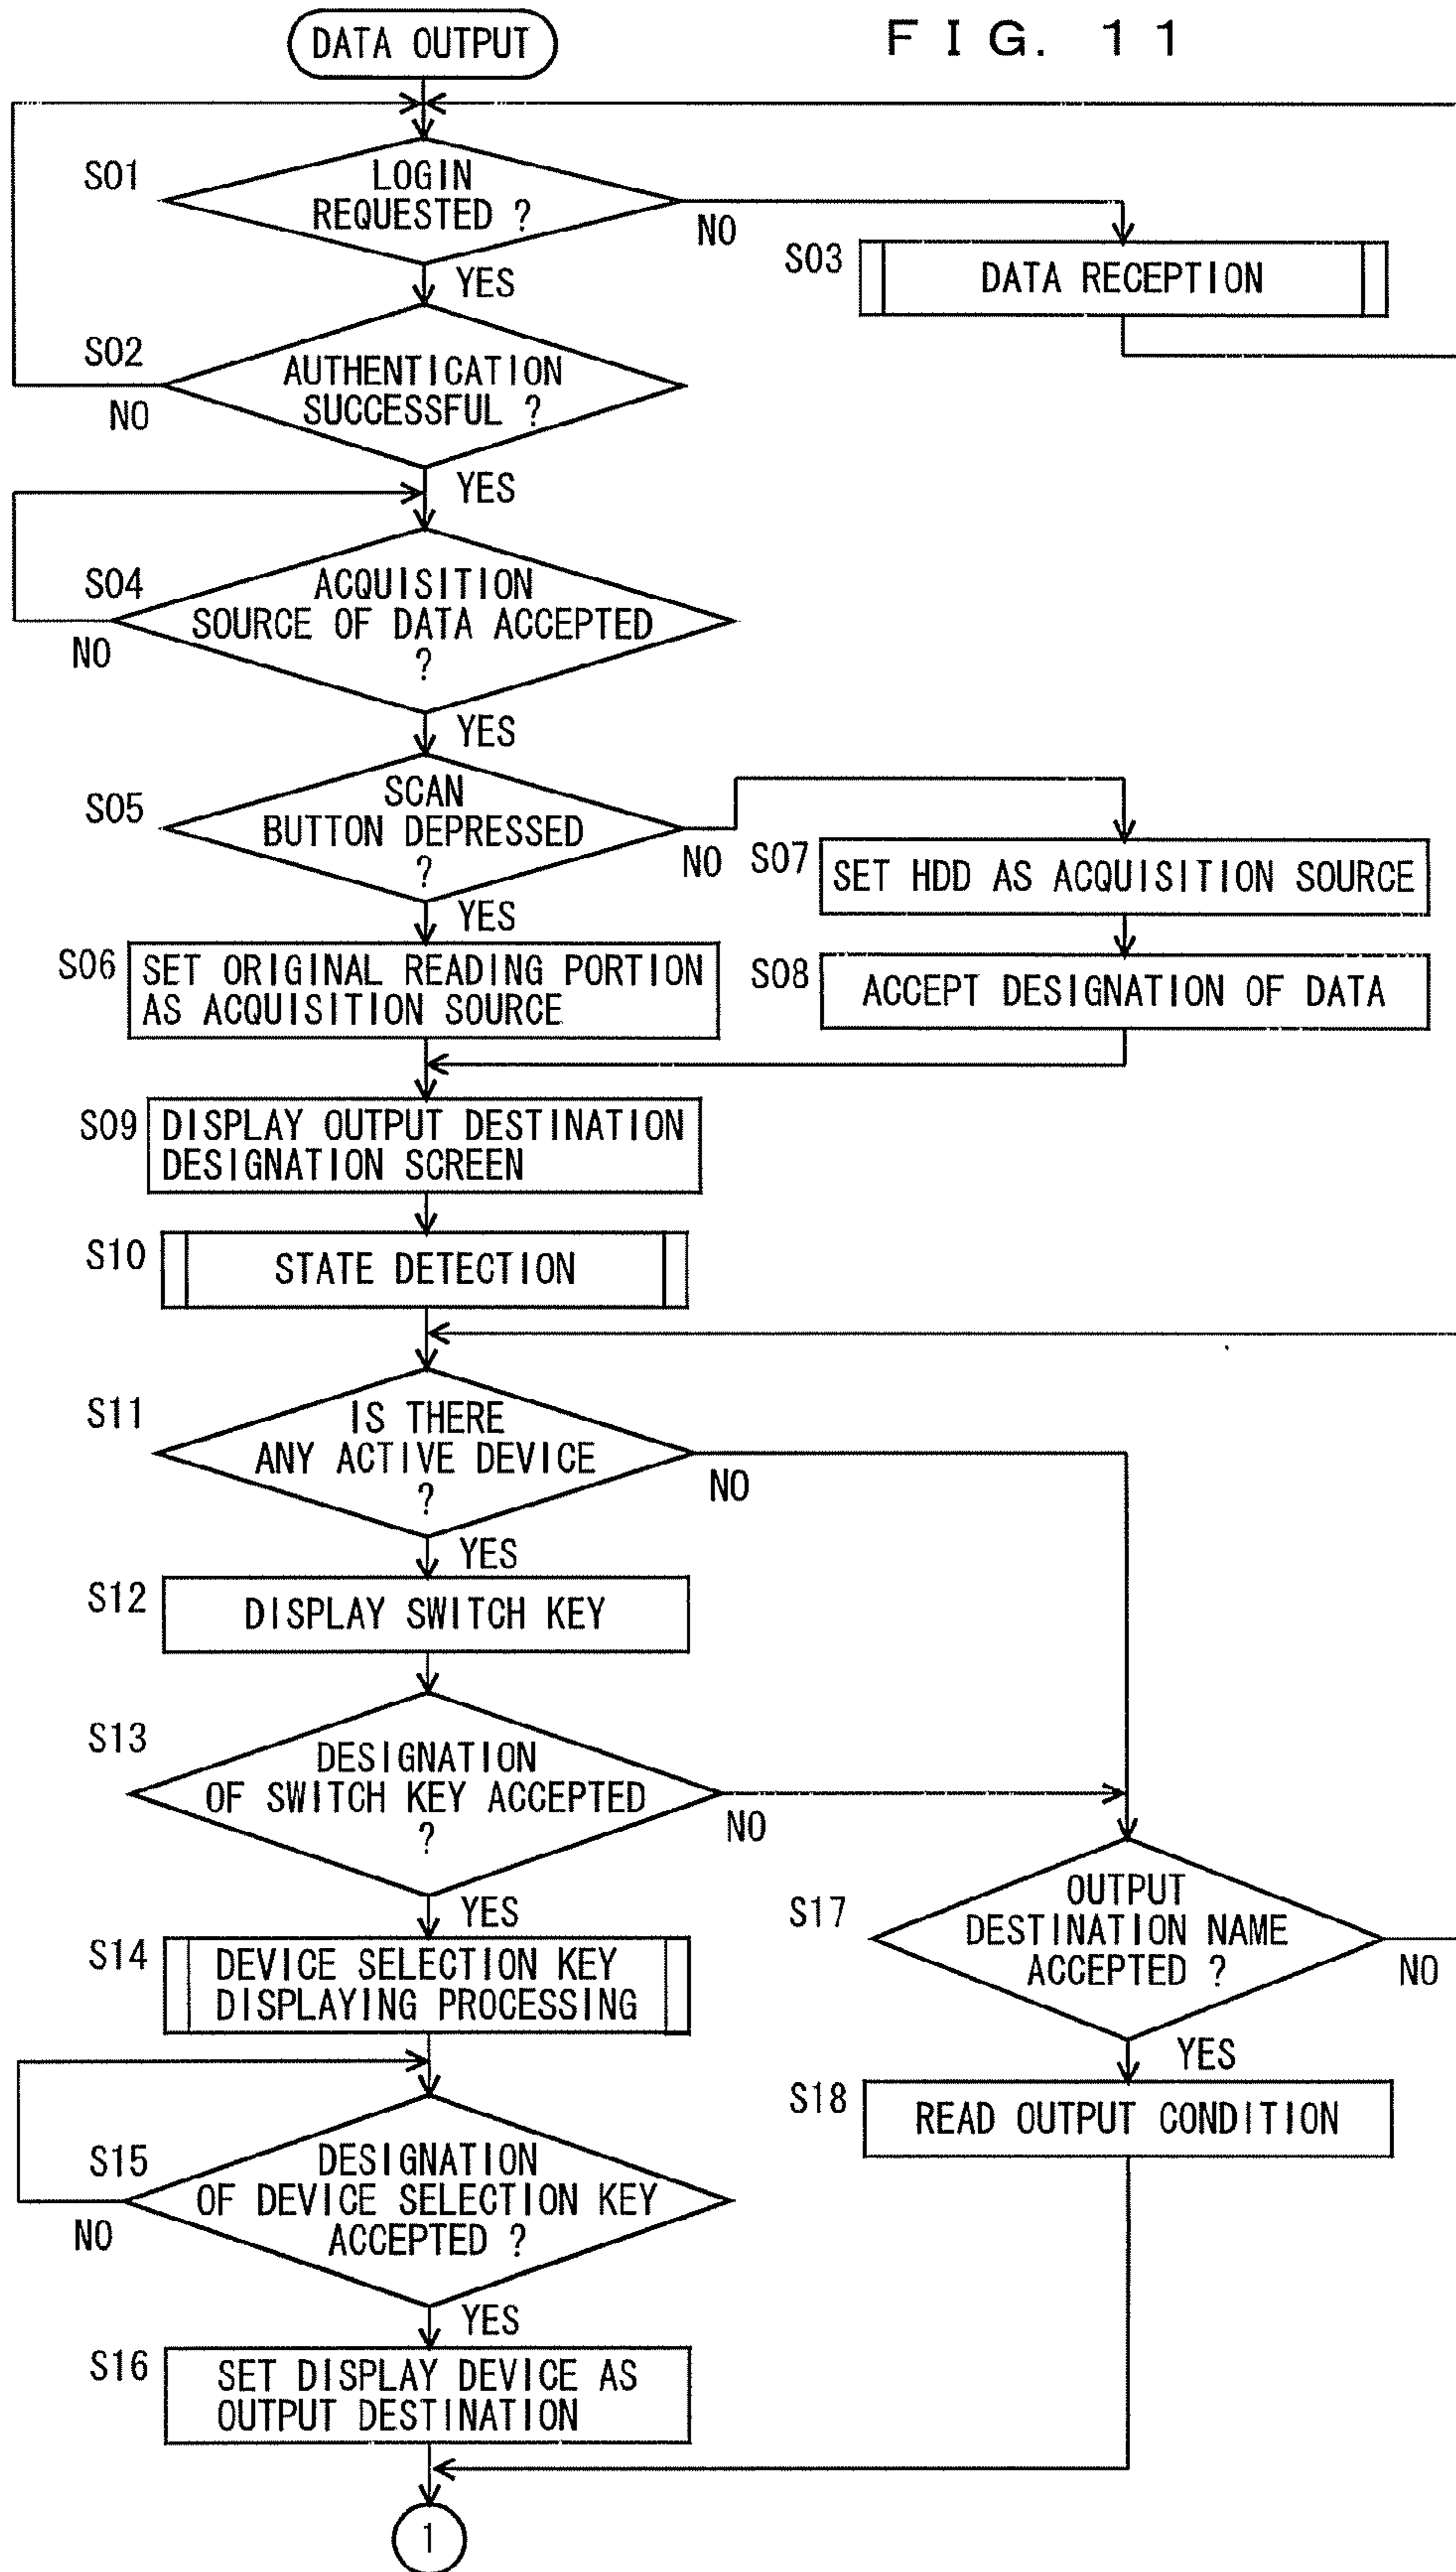 FIG. 11
DATA OUTPUT
S01
LOGIN
REQUESTED ?
NO
YES
S03
DATA RECEPTION
S02
AUTHENTICATION
SUCCESSFUL ?
NO
YES
S04
ACQUISITION
SOURCE OF DATA ACCEPTED
?
NO
YES
S05
SCAN
BUTTON DEPRESSED
?
NO
YES
S07
SET HDD AS ACQUISITION SOURCE
S06
SET ORIGINAL READING PORTION
AS ACQUISITION SOURCE
S08
ACCEPT DESIGNATION OF DATA
S09
DISPLAY OUTPUT DESTINATION
DESIGNATION SCREEN
S10
STATE DETECTION
S11
IS THERE
ANY ACTIVE DEVICE
?
NO
YES
S12
DISPLAY SWITCH KEY
S13
DESIGNATION
OF SWITCH KEY ACCEPTED
?
NO
YES
S17
OUTPUT
DESTINATION NAME
ACCEPTED ?
NO
YES
S14
DEVICE SELECTION KEY
DISPLAYING PROCESSING
S18
READ OUTPUT CONDITION
S15
DESIGNATION
OF DEVICE SELECTION KEY
ACCEPTED ?
NO
YES
S16
SET DISPLAY DEVICE AS
OUTPUT DESTINATION
1